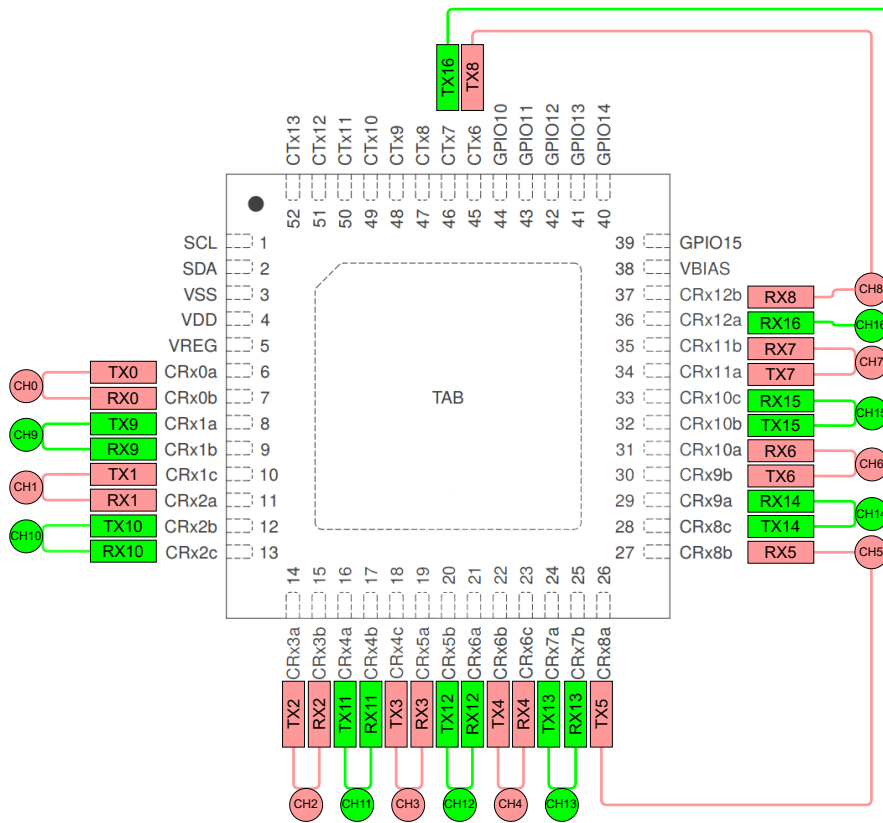 TX16 TX8
CTx13 CTx12 CTx11 CTx10 CTx9 CTx8 CTx7 CTx6 GPIO10 GPIO11 GPIO12 GPIO13 GPIO14
52 51 50 49 48 47 46 45 44 43 42 41 40
SCL 1 39 GPIO15
SDA 2 38 VBIAS
VSS 3 37 CRx12b RX8 CH8
VDD 4 36 CRx12a RX16 CH16
VREG 5 35 CRx11b RX7
CH7
TX0 CRx0a 6 34 CRx11a TX7
CH0
RX0 CRx0b 7 TAB 33 CRx10c RX15
CH15
TX9 CRx1a 8 32 CRx10b TX15
CH9
RX9 CRx1b 9 31 CRx10a RX6
CH6
TX1 CRx1c 10 30 CRx9b TX6
CH1
RX1 CRx2a 11 29 CRx9a RX14
CH14
TX10 CRx2b 12 28 CRx8c TX14
CH10
RX10 CRx2c 13 27 CRx8b RX5 CH5
14 15 16 17 18 19 20 21 22 23 24 25 26
CRx3a CRx3b CRx4a CRx4b CRx4c CRx5a CRx5b CRx6a CRx6b CRx6c CRx7a CRx7b CRx8a
TX2 RX2 TX11 RX11 TX3 RX3 TX12 RX12 TX4 RX4 TX13 RX13 TX5
CH2 CH11 CH3 CH12 CH4 CH13